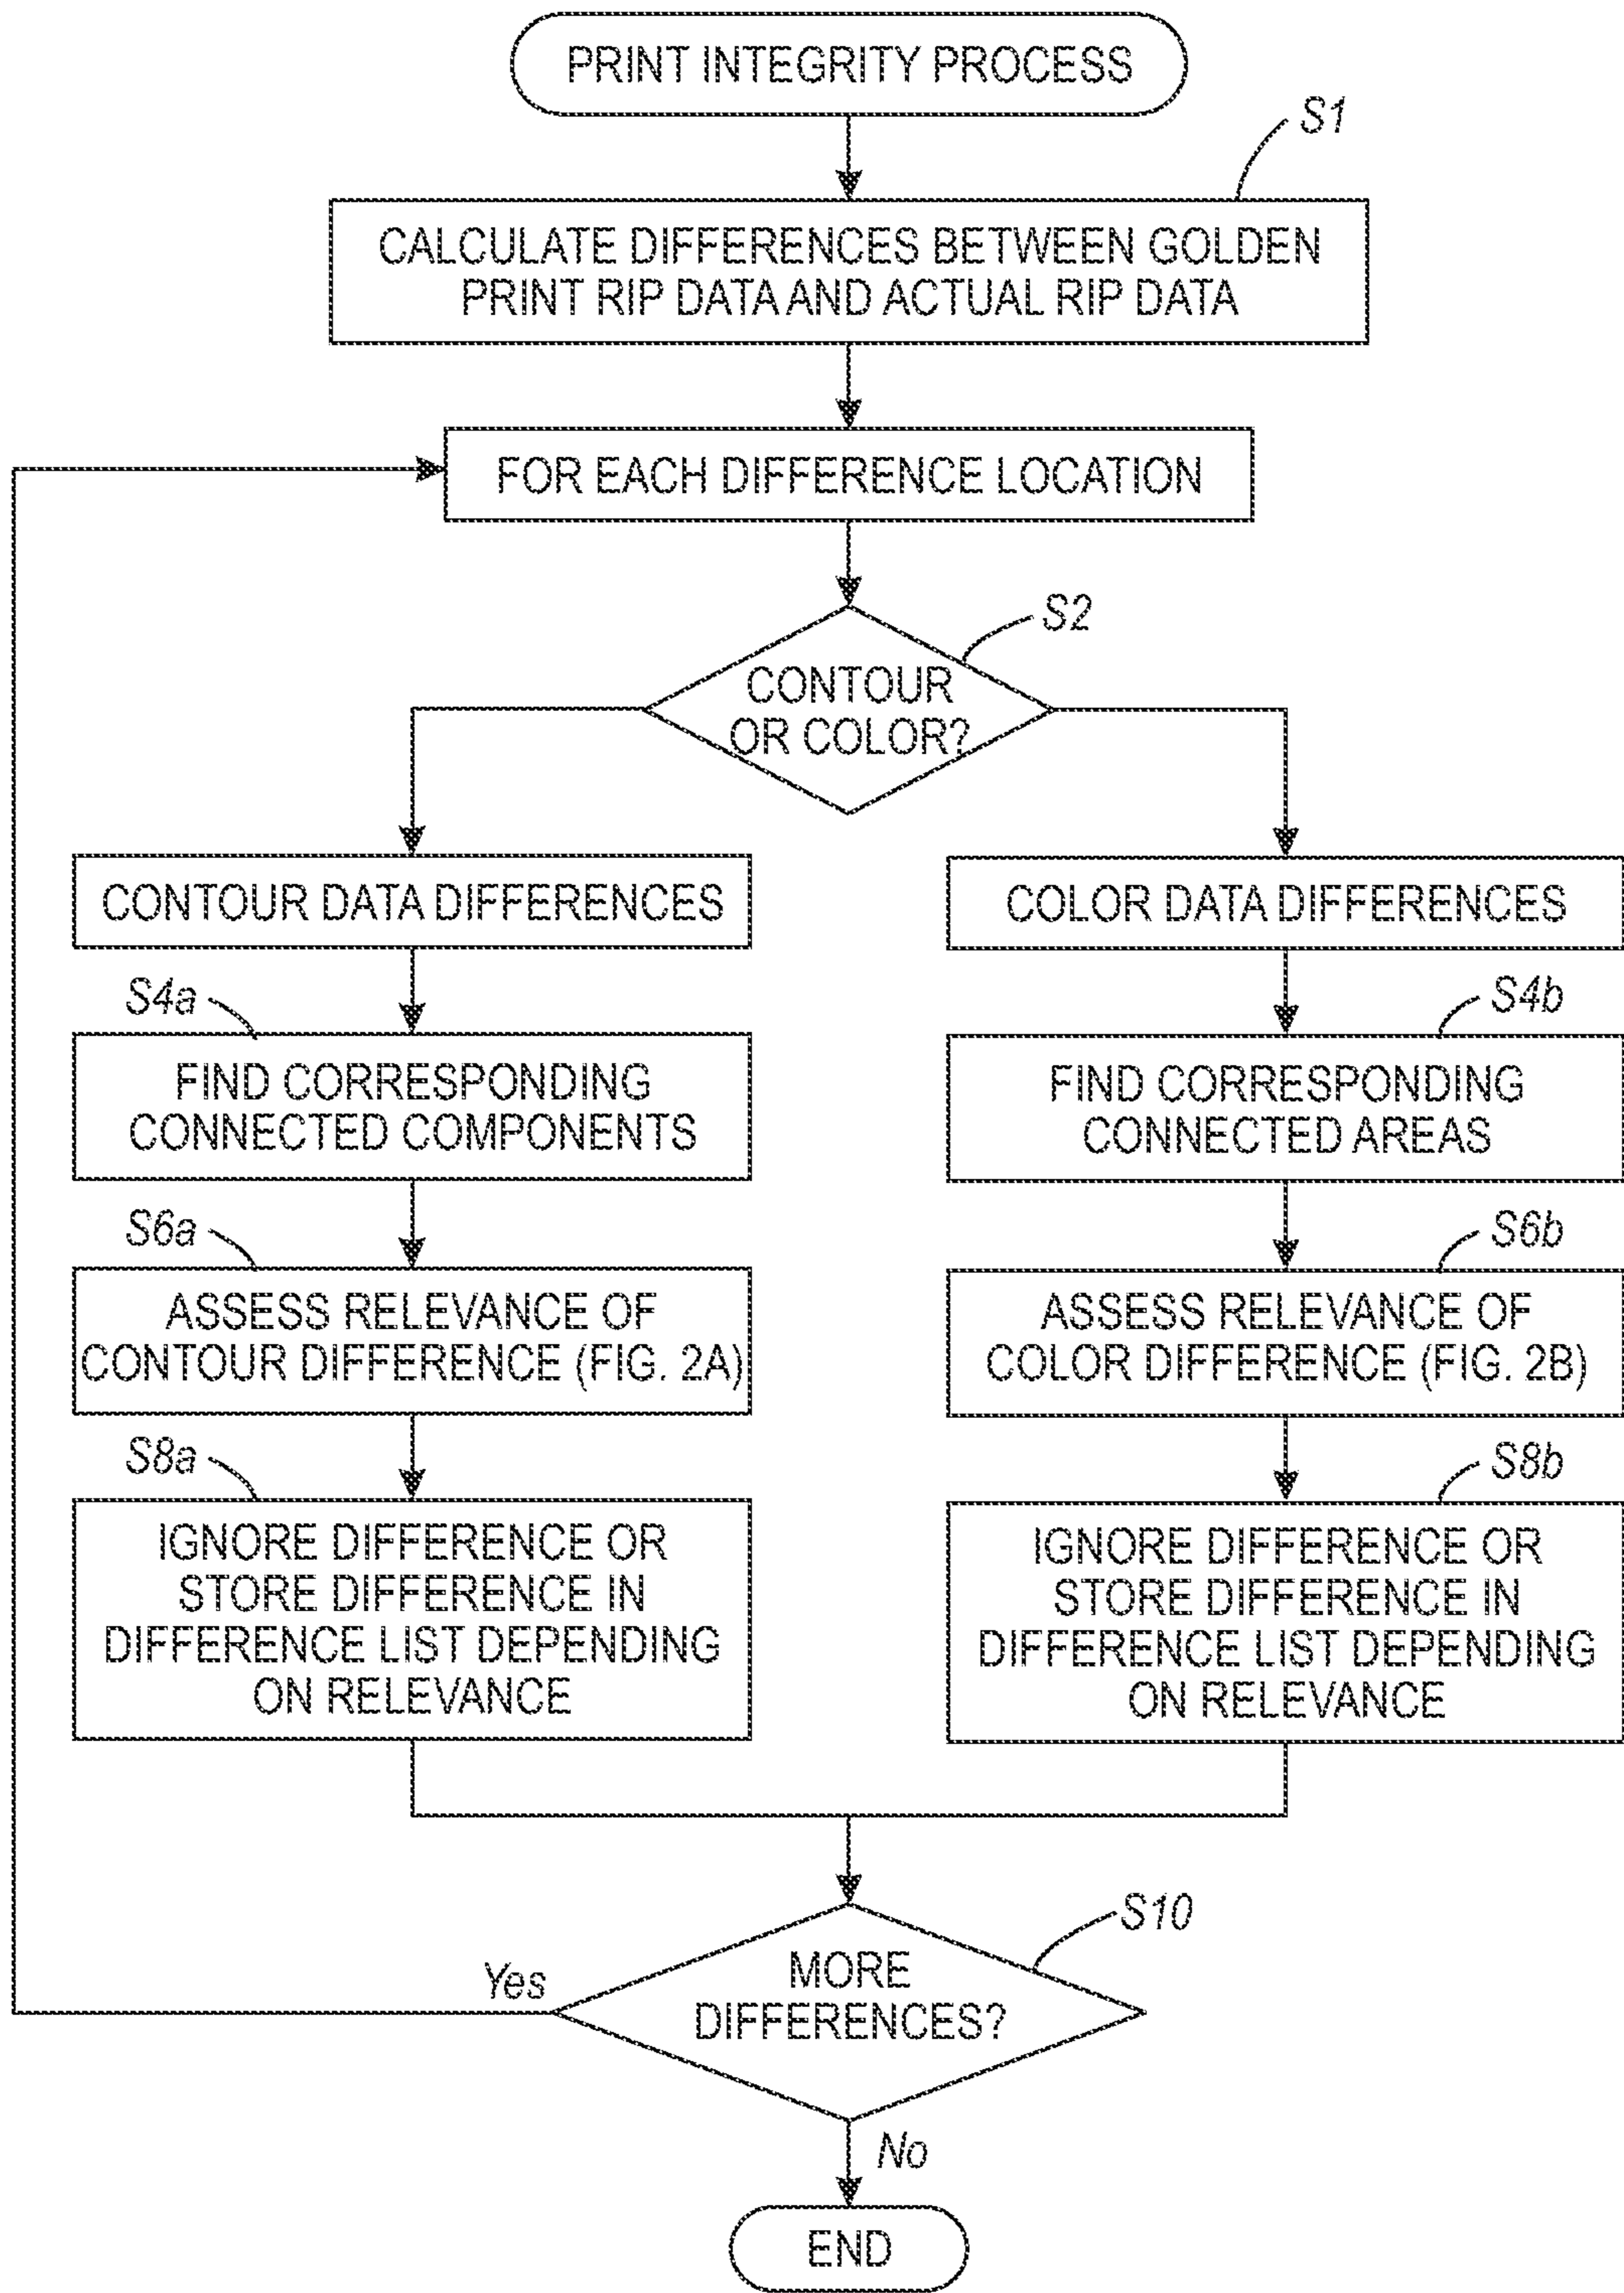 PRINT INTEGRITY PROCESS
S1
CALCULATE DIFFERENCES BETWEEN GOLDEN
PRINT RIP DATA AND ACTUAL RIP DATA
FOR EACH DIFFERENCE LOCATION
S2
CONTOUR
OR COLOR?
CONTOUR DATA DIFFERENCES
S4a
FIND CORRESPONDING
CONNECTED COMPONENTS
S6a
ASSESS RELEVANCE OF
CONTOUR DIFFERENCE (FIG. 2A)
S8a
IGNORE DIFFERENCE OR
STORE DIFFERENCE IN
DIFFERENCE LIST DEPENDING
ON RELEVANCE
COLOR DATA DIFFERENCES
S4b
FIND CORRESPONDING
CONNECTED AREAS
S6b
ASSESS RELEVANCE OF
COLOR DIFFERENCE (FIG. 2B)
S8b
IGNORE DIFFERENCE OR
STORE DIFFERENCE IN
DIFFERENCE LIST DEPENDING
ON RELEVANCE
S10
MORE
DIFFERENCES?
Yes
No
END